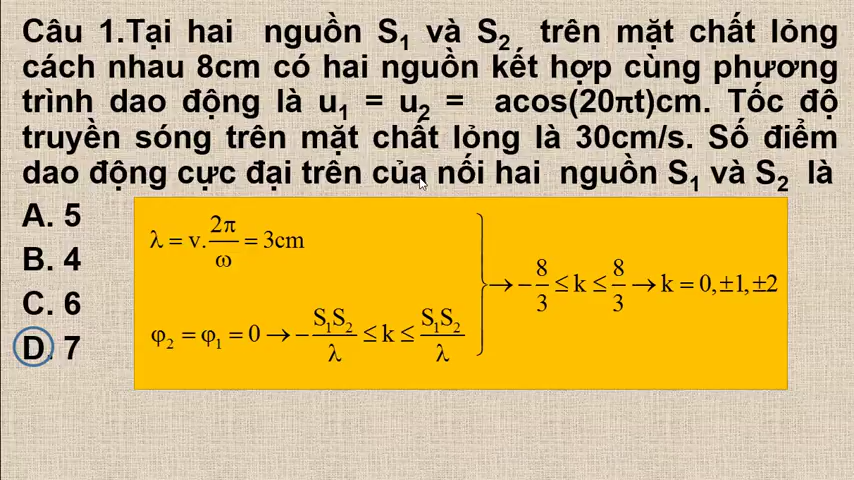 Câu 1.Tại hai nguồn S₁ và S₂ trên mặt chất lỏng
cách nhau 8cm có hai nguồn kết hợp cùng phương
trình dao động là u₁ = u₂ = acos(20πt)cm. Tốc độ
truyền sóng trên mặt chất lỏng là 30cm/s. Số điểm
dao động cực đại trên của nối hai nguồn S₁ và S₂ là
A. 5
B. 4
C. 6
D. 7
λ = v.2π/ω = 3cm
φ₂ = φ₁ = 0 → -S₁S₂/λ ≤ k ≤ S₁S₂/λ
→ -8/3 ≤ k ≤ 8/3 → k = 0,±1,±2